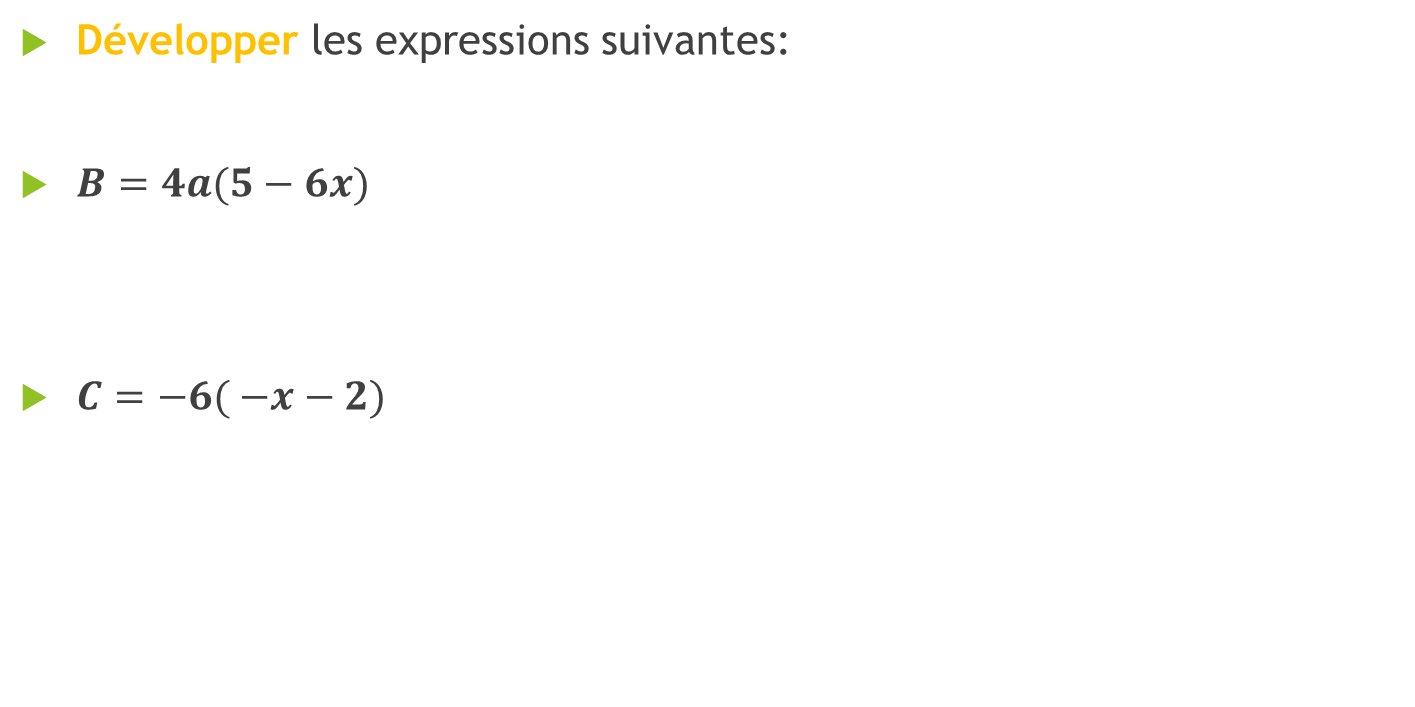 Développer les expressions suivantes:
B = 4a(5 − 6x)
C = −6( −x − 2)